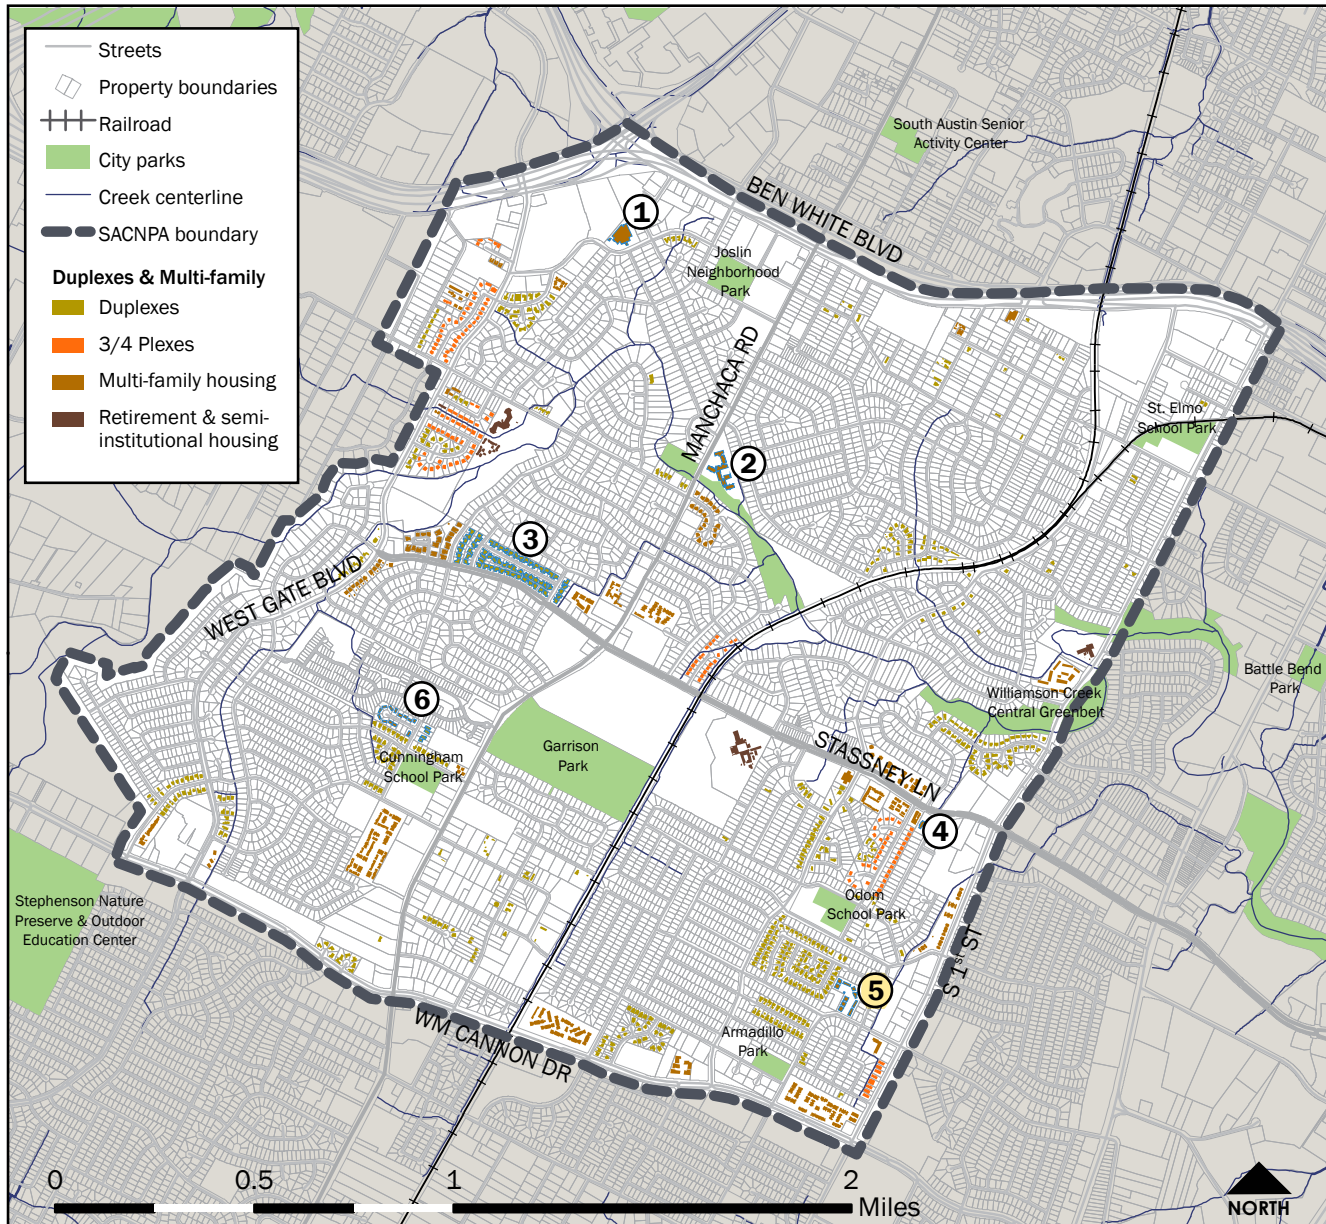 Streets
Property boundaries
Railroad
City parks
Creek centerline
SACNPA boundary
Duplexes & Multi-family
Duplexes
3/4 Plexes
Multi-family housing
Retirement & semi-
institutional housing
South Austin Senior
Activity Center
BEN WHITE BLVD
1
Joslin
Neighborhood
Park
MANCHACA RD
St. Elmo
School Park
2
3
WEST GATE BLVD
Battle Bend
Park
Williamson Creek
Central Greenbelt
6
Cunningham
School Park
Garrison
Park
STASSNEY LN
4
Odom
School Park
Stephenson Nature
Preserve & Outdoor
Education Center
S 1st ST
5
Armadillo
Park
WM CANNON DR
0 0.5 1 2
Miles
NORTH